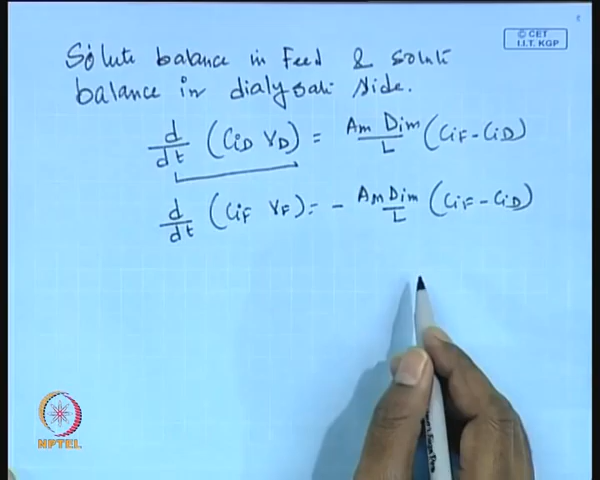 © CET
I.I.T. KGP
Solute balance in Feed & solute
balance in dialysate side.
d/dt (CiD VD) = Am Dim/L (CiF - CiD)
d/dt (CiF VF) = - Am Dim/L (CiF - CiD)
NPTEL